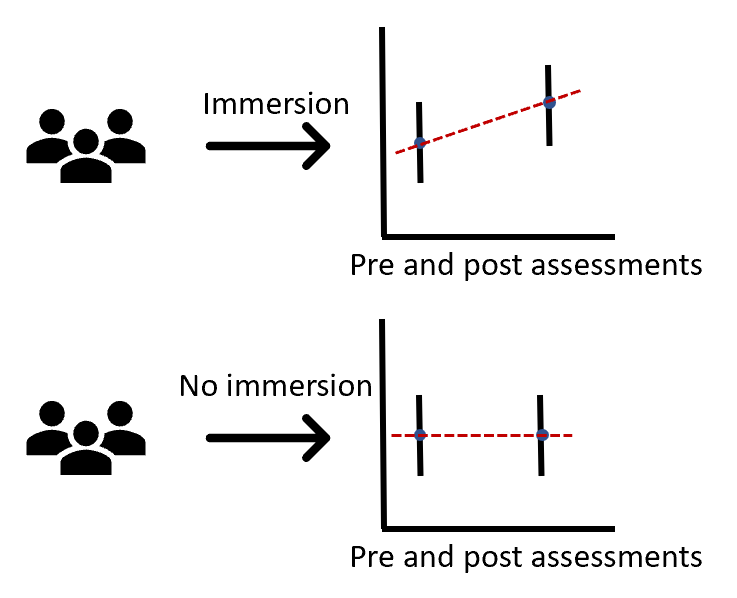 Immersion
Pre and post assessments
No immersion
Pre and post assessments